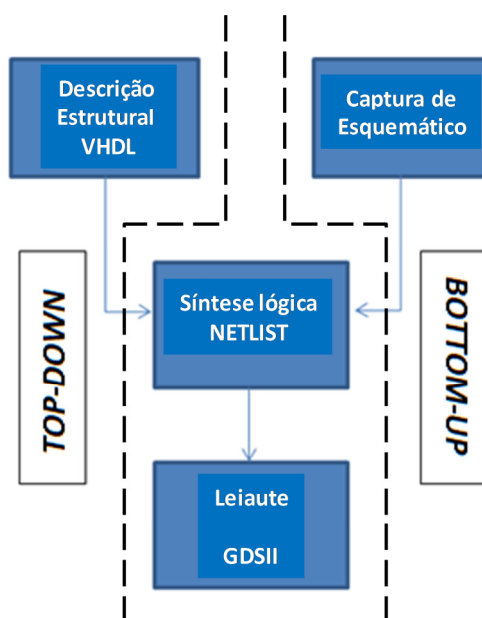 Descrição
Estrutural
VHDL
Captura de
Esquemático
TOP-DOWN
Síntese lógica
NETLIST
BOTTOM-UP
Leiaute
GDSII